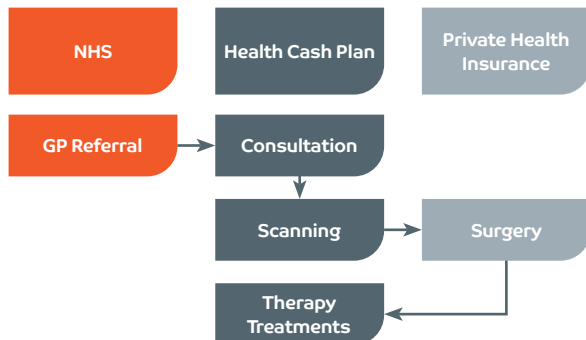 NHS
Health Cash Plan
Private Health
Insurance
GP Referral
Consultation
Scanning
Surgery
Therapy
Treatments